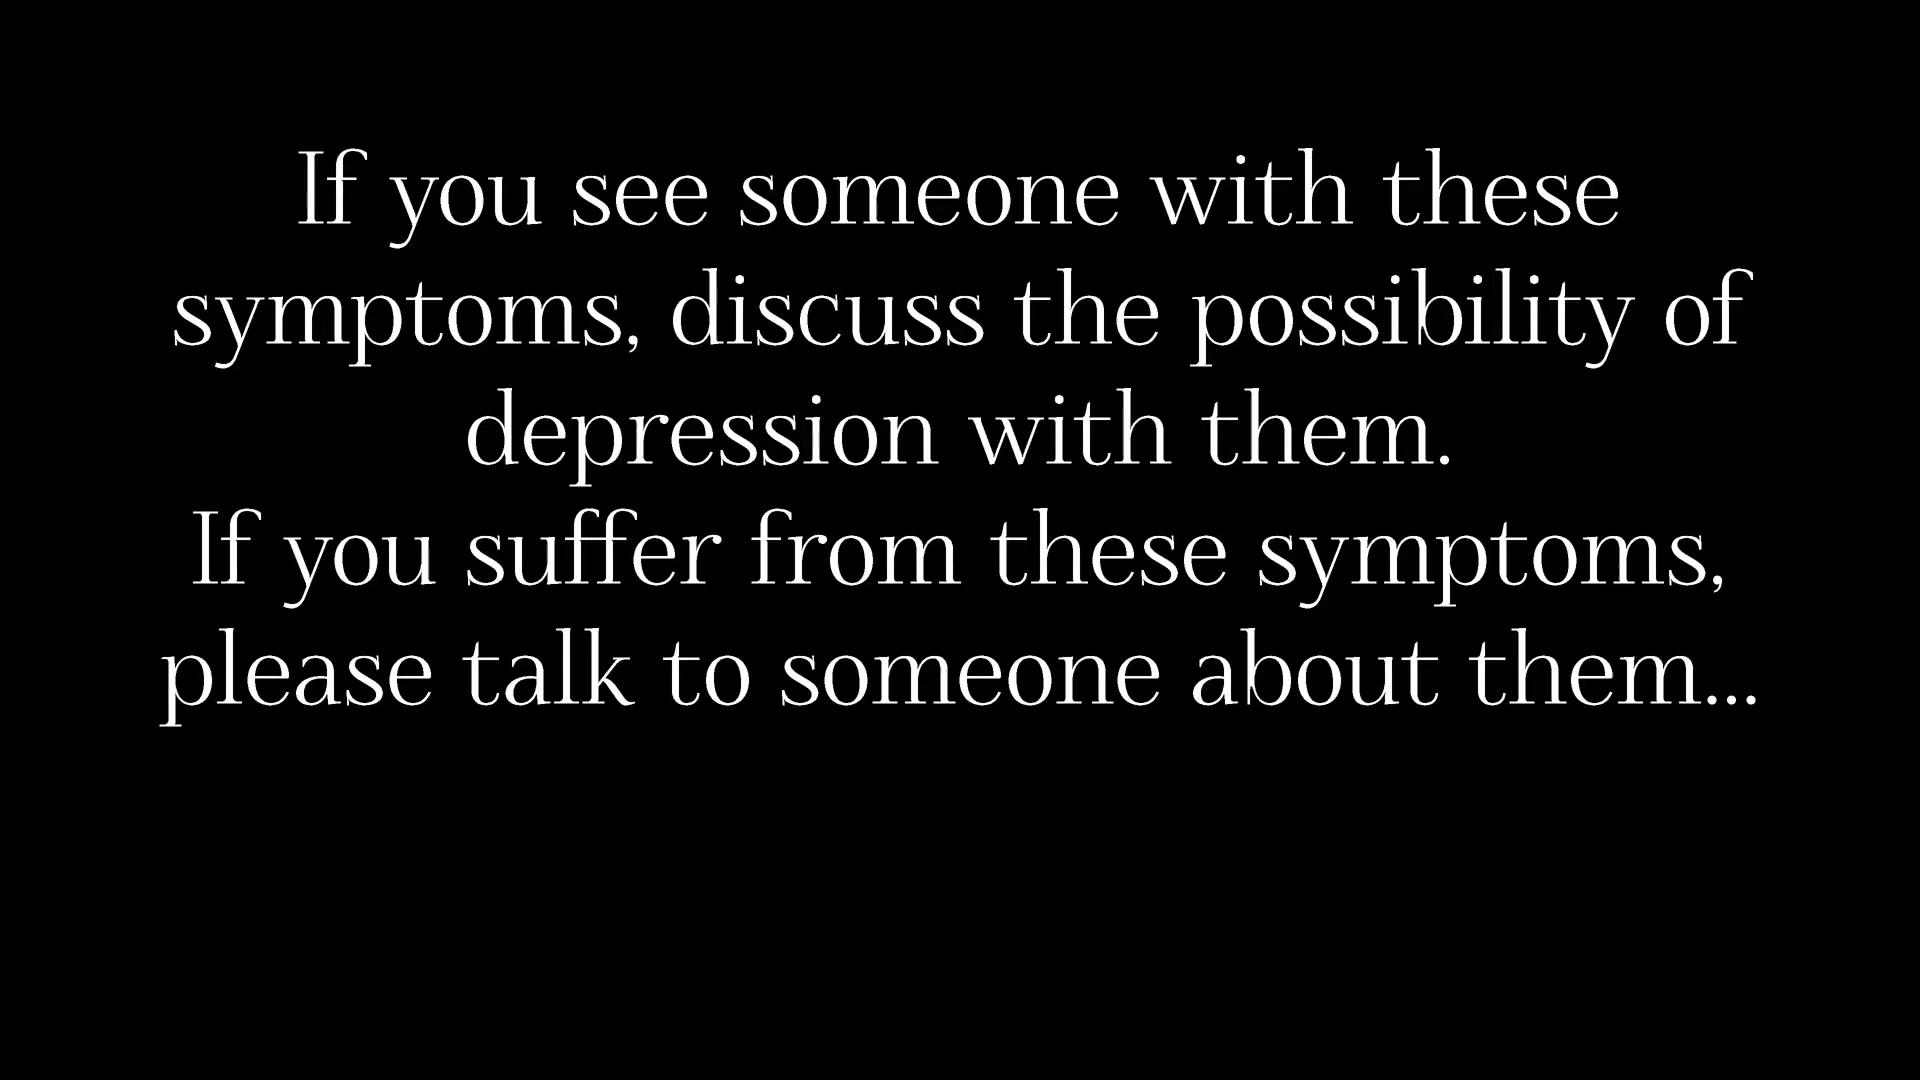 If you see someone with these
symptoms, discuss the possibility of
depression with them.
If you suffer from these symptoms,
please talk to someone about them...